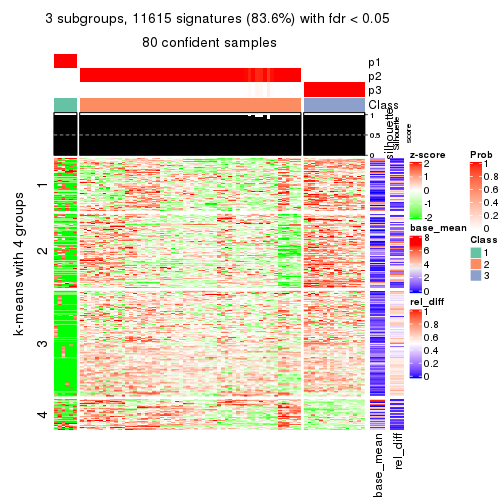 3 subgroups, 11615 signatures (83.6%) with fdr < 0.05
80 confident samples
p1
p2
p3
Class
silhouette
Silhouette
score
1
0.5
0
k-means with 4 groups
1
2
3
4
base_mean
rel_diff
z-score
2
1
0
-1
-2
base_mean
8
6
4
2
0
rel_diff
1
0.8
0.6
0.4
0.2
0
Prob
1
0.8
0.6
0.4
0.2
0
Class
1
2
3